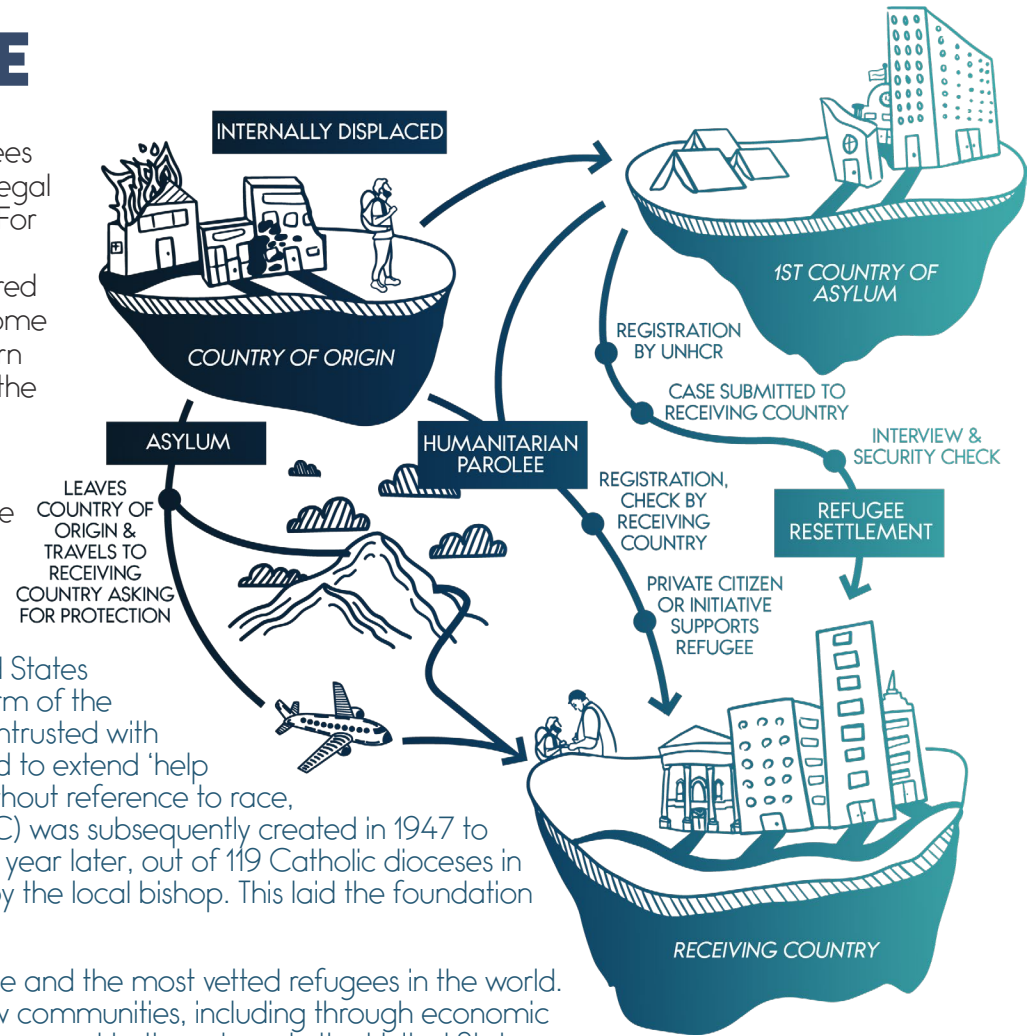 E
ees
egal
For
red
ome
rn
the
e
INTERNALLY DISPLACED
COUNTRY OF ORIGIN
1ST COUNTRY OF
ASYLUM
REGISTRATION
BY UNHCR
CASE SUBMITTED TO
RECEIVING COUNTRY
INTERVIEW &
SECURITY CHECK
REFUGEE
RESETTLEMENT
HUMANITARIAN
PAROLEE
REGISTRATION,
CHECK BY
RECEIVING
COUNTRY
PRIVATE CITIZEN
OR INITIATIVE
SUPPORTS
REFUGEE
ASYLUM
LEAVES
COUNTRY OF
ORIGIN &
TRAVELS TO
RECEIVING
COUNTRY ASKING
FOR PROTECTION
RECEIVING COUNTRY
d States
rm of the
ntrusted with
d to extend ‘help
thout reference to race,
C) was subsequently created in 1947 to
year later, out of 119 Catholic dioceses in
by the local bishop. This laid the foundation
e and the most vetted refugees in the world.
w communities, including through economic